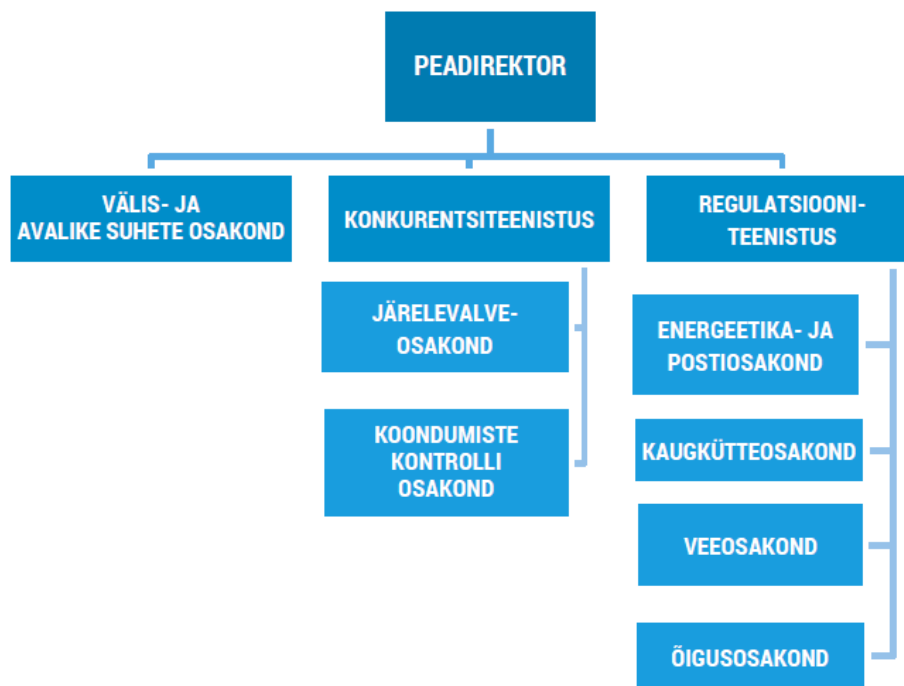 PEADIREKTOR
VÄLIS- JA
AVALIKE SUHETE OSAKOND
KONKURENTSITEENISTUS
REGULATSIOONI-
TEENISTUS
JÄRELEVALVE-
OSAKOND
KOONDUMISTE
KONTROLLI
OSAKOND
ENERGEETIKA- JA
POSTIOSAKOND
KAUGKÜTTEOSAKOND
VEEOSAKOND
ÕIGUSOSAKOND